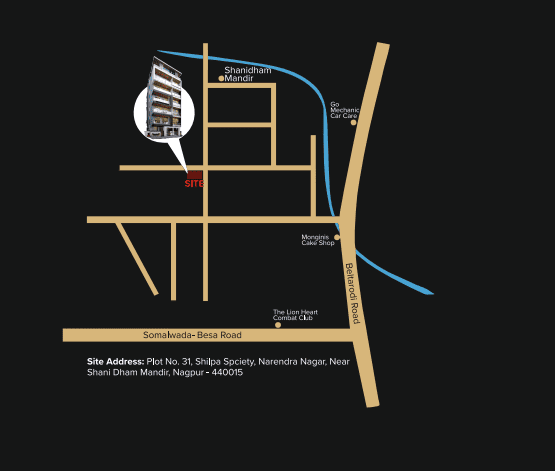 Shanidham
Mandir
Go
Mechanic
Car Care
SITE
Monginis
Cake Shop
Beltarodi Road
The Lion Heart
Combat Club
Somalwada-Besa Road
Site Address: Plot No. 31, Shilpa Spciety, Narendra Nagar, Near
Shani Dham Mandir, Nagpur - 440015